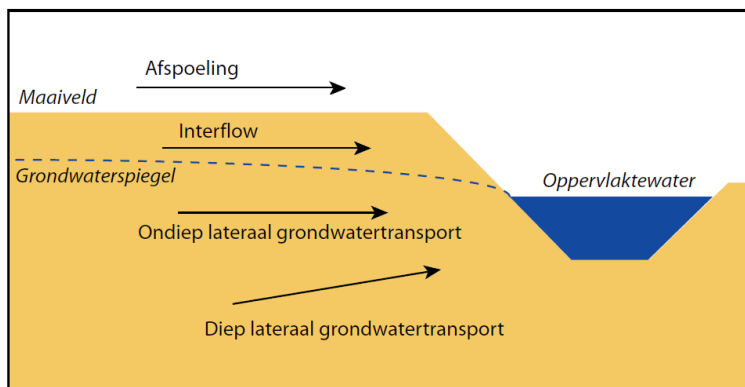 Afspoeling
Maaiveld
Interflow
Grondwaterspiegel
Oppervlaktewater
Ondiep lateraal grondwatertransport
Diep lateraal grondwatertransport